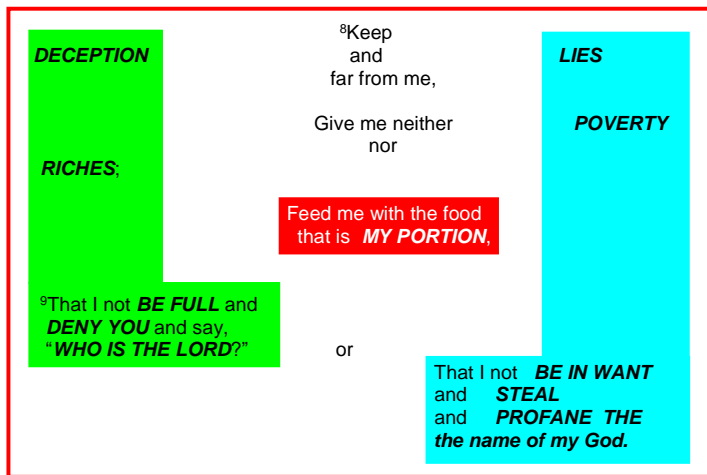 ⁸Keep
DECEPTION and LIES
far from me,
Give me neither POVERTY
nor
RICHES;
Feed me with the food
that is MY PORTION,
⁹That I not BE FULL and
DENY YOU and say,
“WHO IS THE LORD?” or
That I not BE IN WANT
and STEAL
and PROFANE THE
the name of my God.